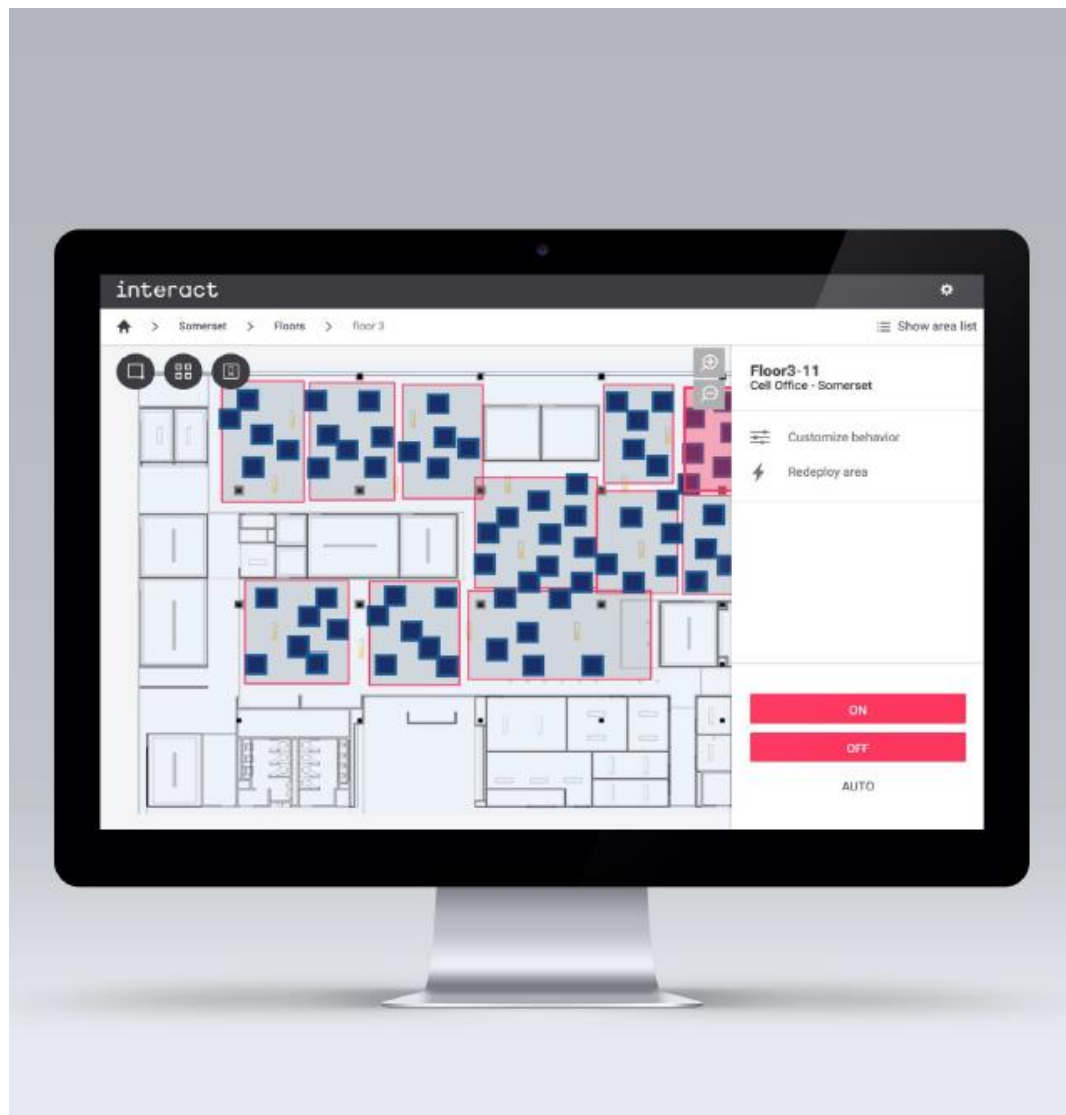 interact
Somerset > Floors > floor 3
Show area list
Floor3-11
Cell Office - Somerset
Customize behavior
Redeploy area
ON
OFF
AUTO